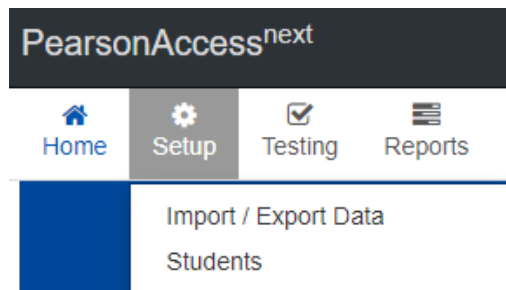 PearsonAccessnext
Home Setup Testing Reports
Import / Export Data
Students